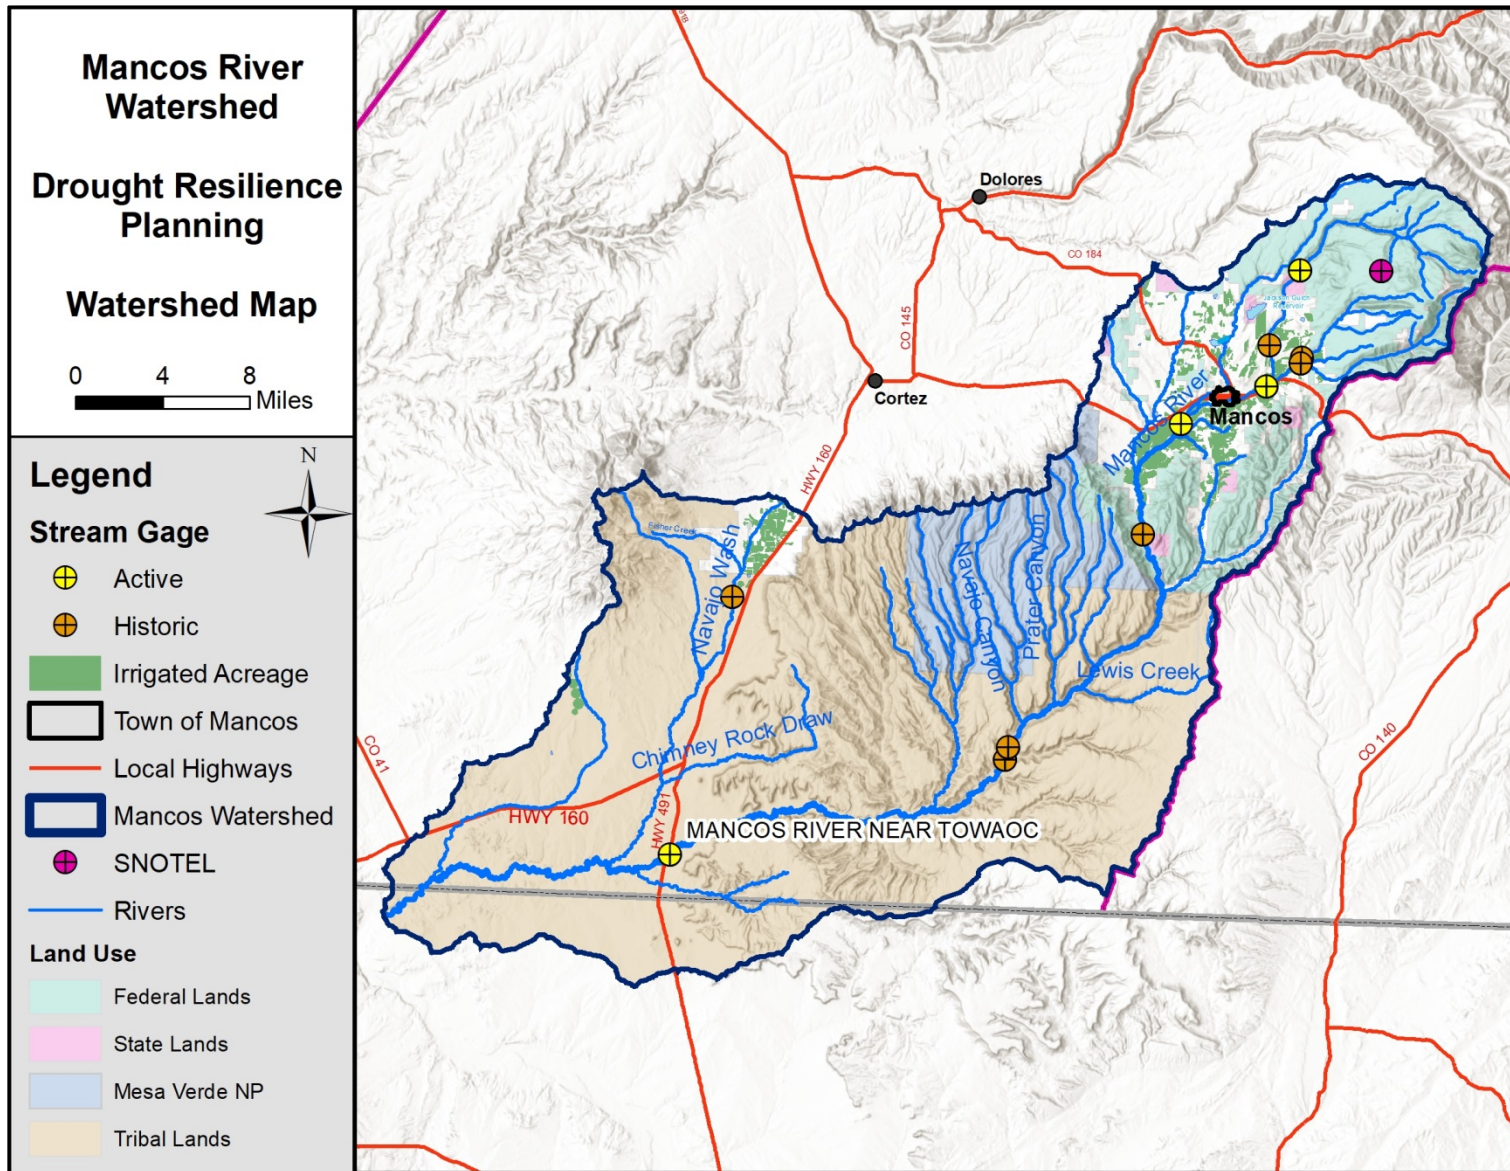 Mancos River
Watershed
Drought Resilience
Planning
Watershed Map
0 4 8
Miles
Legend
N
Stream Gage
Active
Historic
Irrigated Acreage
Town of Mancos
Local Highways
Mancos Watershed
SNOTEL
Rivers
Land Use
Federal Lands
State Lands
Mesa Verde NP
Tribal Lands
Dolores
CO 184
CO 145
Jackson Gulch
Reservoir
Cortez
Mancos River
Mancos
HWY 160
Navajo Wash
Navajo Canyon
Prater Canyon
Lewis Creek
Chimney Rock Draw
CO 41
HWY 160
HWY 491
MANCOS RIVER NEAR TOWAOC
CO 140